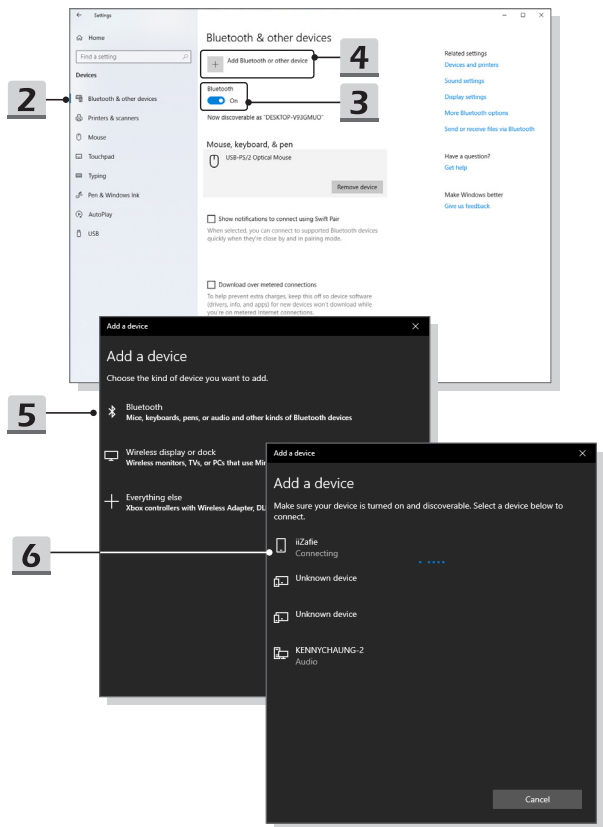 Settings
Home
Find a setting
Devices
Bluetooth & other devices
Printers & scanners
Mouse
Touchpad
Typing
Pen & Windows Ink
AutoPlay
USB
Bluetooth & other devices
Add Bluetooth or other device
Bluetooth
On
Now discoverable as "DESKTOP-V93GMUO"
Mouse, keyboard, & pen
USB-PS/2 Optical Mouse
Remove device
Show notifications to connect using Swift Pair
When selected, you can connect to supported Bluetooth devices
quickly when they're close by and in pairing mode.
Download over metered connections
To help prevent extra charges, keep this off so device software
(drivers, info, and apps) for new devices won't download while
you're on metered Internet connections.
Related settings
Devices and printers
Sound settings
Display settings
More Bluetooth options
Send or receive files via Bluetooth
Have a question?
Get help
Make Windows better
Give us feedback
2
4
3
Add a device
Add a device
Choose the kind of device you want to add.
Bluetooth
Mice, keyboards, pens, or audio and other kinds of Bluetooth devices
Wireless display or dock
Wireless monitors, TVs, or PCs that use Mir
Everything else
Xbox controllers with Wireless Adapter, DL
5
Add a device
Add a device
Make sure your device is turned on and discoverable. Select a device below to
connect.
iiZafie
Connecting
Unknown device
Unknown device
KENNYCHAUNG-2
Audio
Cancel
6